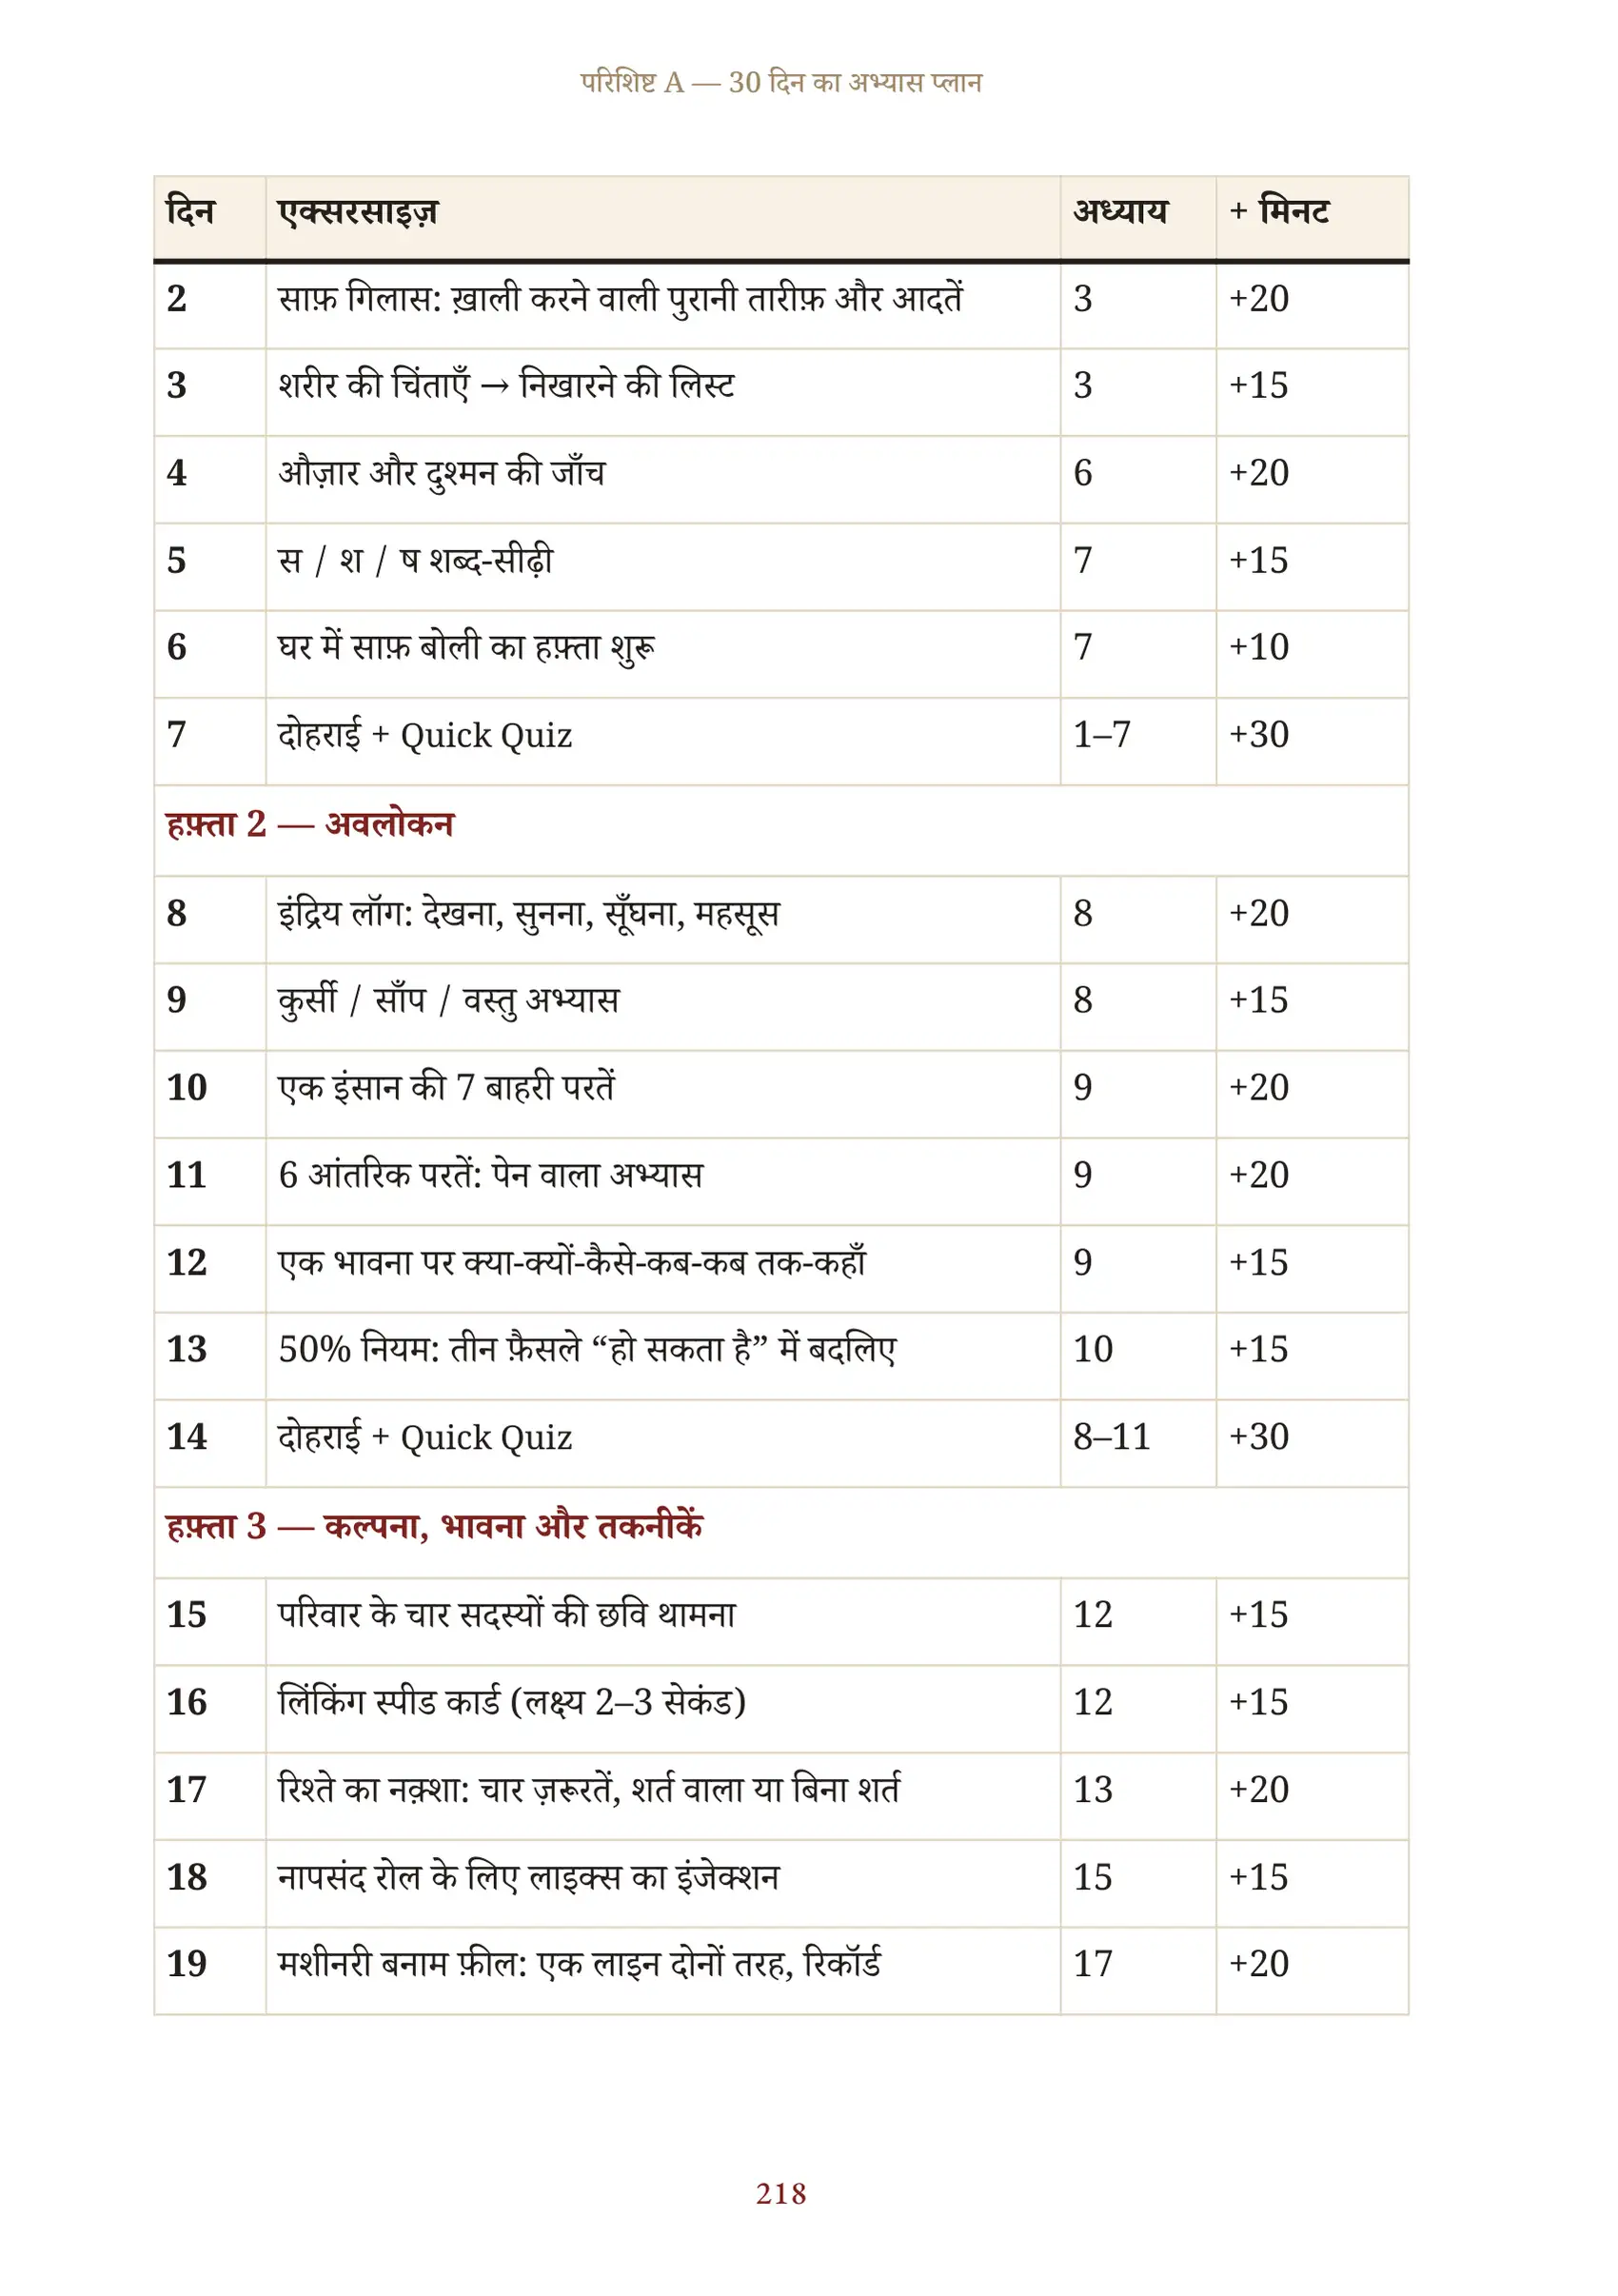 परिशिष्ट A — 30 दिन का अभ्यास प्लान
दिन एक्सरसाइज़ अध्याय + मिनट
2 साफ़ गिलास: ख़ाली करने वाली पुरानी तारीफ़ और आदतें 3 +20
3 शरीर की चिंताएँ → निखारने की लिस्ट 3 +15
4 औज़ार और दुश्मन की जाँच 6 +20
5 स / श / ष शब्द-सीढ़ी 7 +15
6 घर में साफ़ बोली का हफ़्ता शुरू 7 +10
7 दोहराई + Quick Quiz 1–7 +30
हफ़्ता 2 — अवलोकन
8 इंद्रिय लॉग: देखना, सुनना, सूँघना, महसूस 8 +20
9 कुर्सी / साँप / वस्तु अभ्यास 8 +15
10 एक इंसान की 7 बाहरी परतें 9 +20
11 6 आंतरिक परतें: पेन वाला अभ्यास 9 +20
12 एक भावना पर क्या-क्यों-कैसे-कब-कब तक-कहाँ 9 +15
13 50% नियम: तीन फ़ैसले “हो सकता है” में बदलिए 10 +15
14 दोहराई + Quick Quiz 8–11 +30
हफ़्ता 3 — कल्पना, भावना और तकनीकें
15 परिवार के चार सदस्यों की छवि थामना 12 +15
16 लिंकिंग स्पीड कार्ड (लक्ष्य 2–3 सेकंड) 12 +15
17 रिश्ते का नक़्शा: चार ज़रूरतें, शर्त वाला या बिना शर्त 13 +20
18 नापसंद रोल के लिए लाइक्स का इंजेक्शन 15 +15
19 मशीनरी बनाम फ़ील: एक लाइन दोनों तरह, रिकॉर्ड 17 +20
218